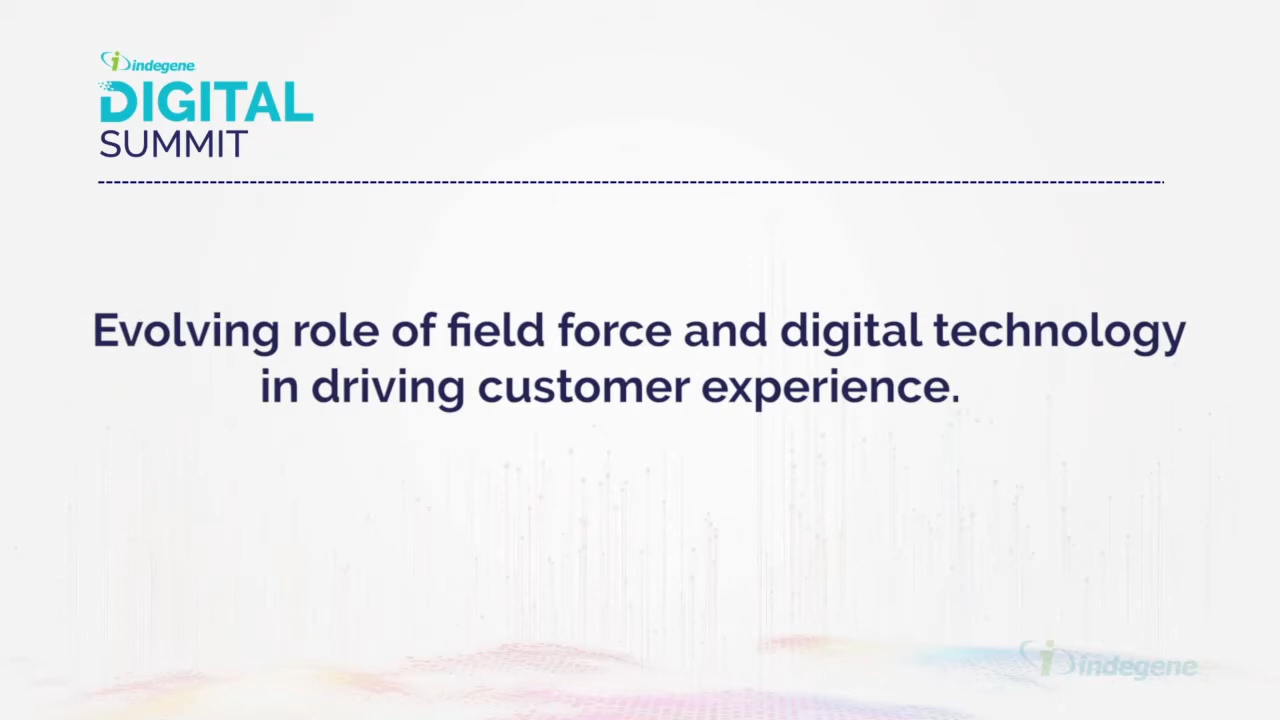 indegene
DIGITAL
SUMMIT
Evolving role of field force and digital technology
in driving customer experience.
indegene